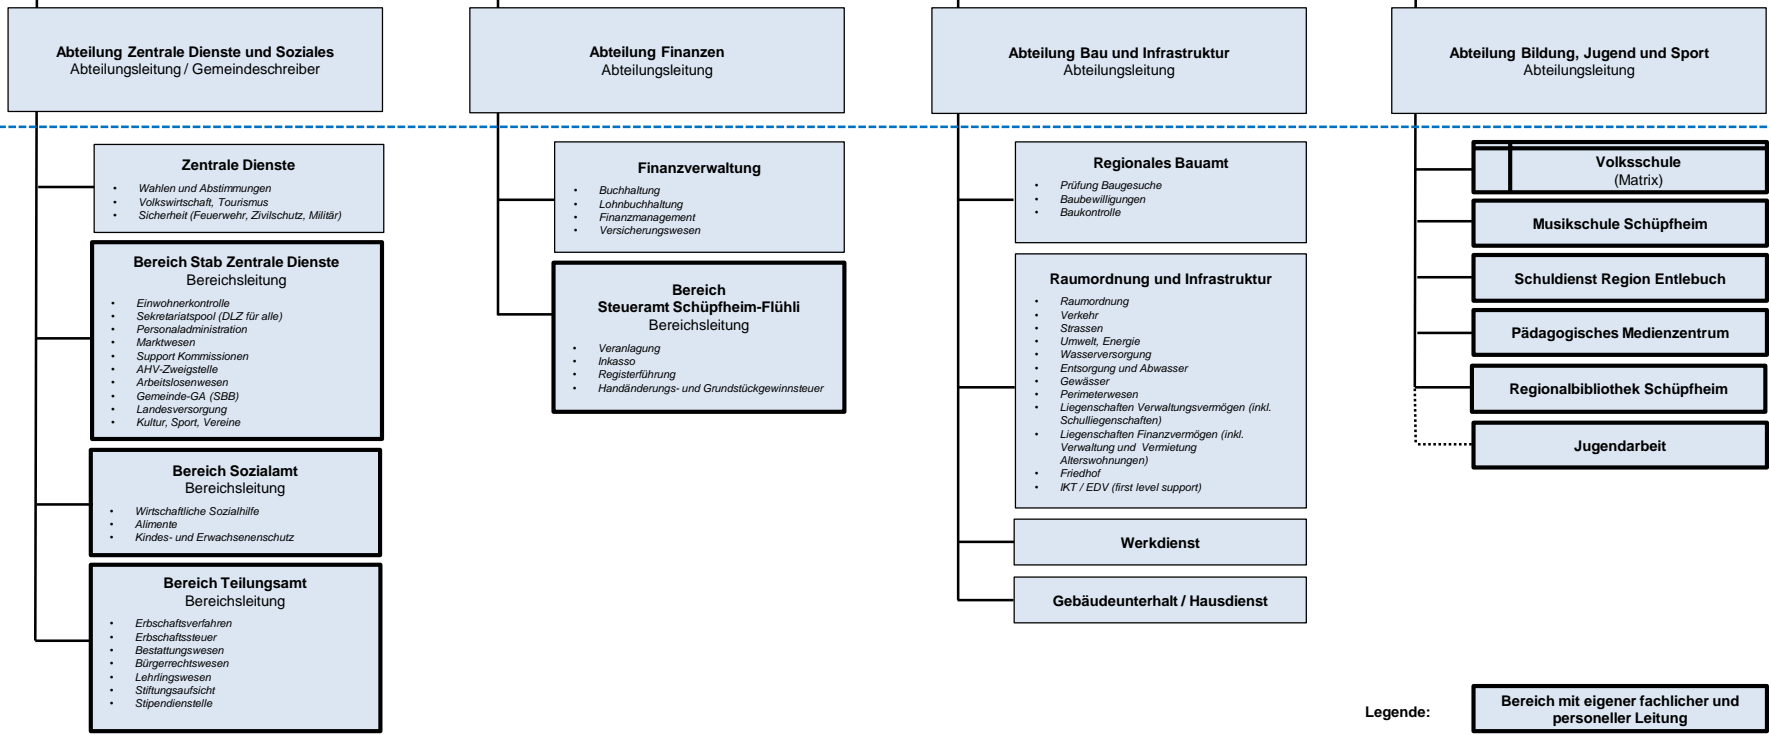 Abteilung Zentrale Dienste und Soziales
Abteilungsleitung / Gemeindeschreiber
Zentrale Dienste
• Wahlen und Abstimmungen
• Volkswirtschaft, Tourismus
• Sicherheit (Feuerwehr, Zivilschutz, Militär)
Bereich Stab Zentrale Dienste
Bereichsleitung
• Einwohnerkontrolle
• Sekretariatspool (DLZ für alle)
• Personaladministration
• Marktwesen
• Support Kommissionen
• AHV-Zweigstelle
• Arbeitslosenwesen
• Gemeinde-GA (SBB)
• Landesversorgung
• Kultur, Sport, Vereine
Bereich Sozialamt
Bereichsleitung
• Wirtschaftliche Sozialhilfe
• Alimente
• Kindes- und Erwachsenenschutz
Bereich Teilungsamt
Bereichsleitung
• Erbschaftsverfahren
• Erbschaftssteuer
• Bestattungswesen
• Bürgerrechtswesen
• Lehrlingswesen
• Stiftungsaufsicht
• Stipendienstelle
Abteilung Finanzen
Abteilungsleitung
Finanzverwaltung
• Buchhaltung
• Lohnbuchhaltung
• Finanzmanagement
• Versicherungswesen
Bereich
Steueramt Schüpfheim-Flühli
Bereichsleitung
• Veranlagung
• Inkasso
• Registerführung
• Handänderungs- und Grundstückgewinnsteuer
Abteilung Bau und Infrastruktur
Abteilungsleitung
Regionales Bauamt
• Prüfung Baugesuche
• Baubewilligungen
• Baukontrolle
Raumordnung und Infrastruktur
• Raumordnung
• Verkehr
• Strassen
• Umwelt, Energie
• Wasserversorgung
• Entsorgung und Abwasser
• Gewässer
• Perimeterwesen
• Liegenschaften Verwaltungsvermögen (inkl.
Schulliegenschaften)
• Liegenschaften Finanzvermögen (inkl.
Verwaltung und Vermietung
Alterswohnungen)
• Friedhof
• IKT / EDV (first level support)
Werkdienst
Gebäudeunterhalt / Hausdienst
Abteilung Bildung, Jugend und Sport
Abteilungsleitung
Volksschule
(Matrix)
Musikschule Schüpfheim
Schuldienst Region Entlebuch
Pädagogisches Medienzentrum
Regionalbibliothek Schüpfheim
Jugendarbeit
Legende:
Bereich mit eigener fachlicher und
personeller Leitung